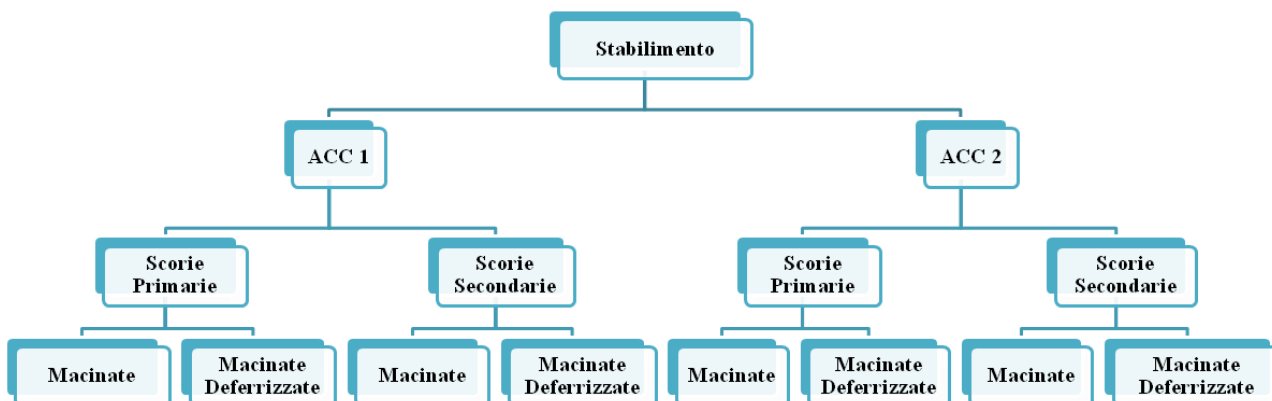 Stabilimento
ACC 1
ACC 2
Scorie
Primarie
Scorie
Secondarie
Scorie
Primarie
Scorie
Secondarie
Macinate
Macinate
Deferrizzate
Macinate
Macinate
Deferrizzate
Macinate
Macinate
Deferrizzate
Macinate
Macinate
Deferrizzate